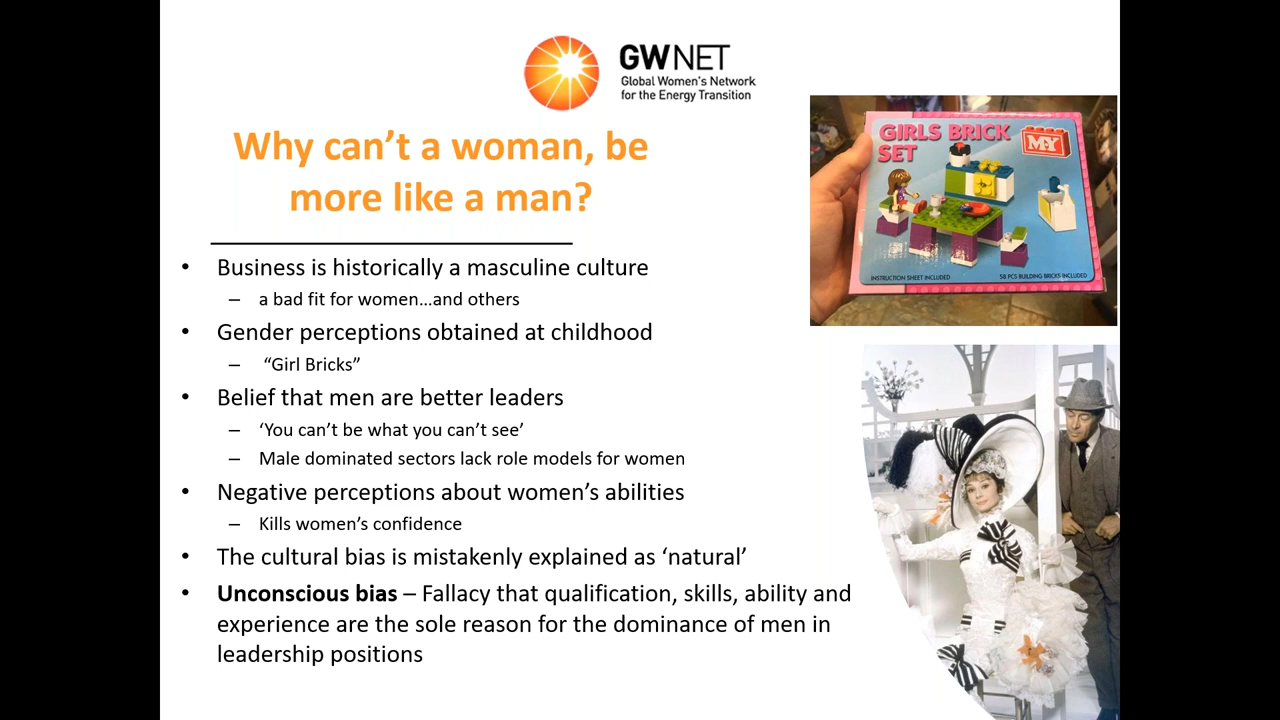 GWNET
Global Women's Network
for the Energy Transition
Why can't a woman, be
more like a man?
• Business is historically a masculine culture
– a bad fit for women…and others
• Gender perceptions obtained at childhood
– “Girl Bricks”
• Belief that men are better leaders
– ‘You can’t be what you can’t see’
– Male dominated sectors lack role models for women
• Negative perceptions about women’s abilities
– Kills women’s confidence
• The cultural bias is mistakenly explained as ‘natural’
• Unconscious bias – Fallacy that qualification, skills, ability and
experience are the sole reason for the dominance of men in
leadership positions
GIRLS BRICK
SET
M·Y
INSTRUCTION SHEET INCLUDED
58 PCS BUILDING BRICKS INCLUDED